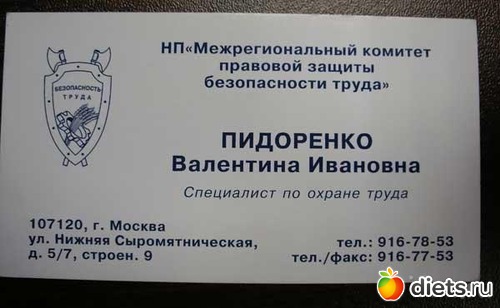 НП«Межрегиональный комитет
правовой защиты
безопасности труда»
БЕЗОПАСНОСТЬ
ТРУДА
ПИДОРЕНКО
Валентина Ивановна
Специалист по охране труда
107120, г. Москва
ул. Нижняя Сыромятническая,
д. 5/7, строен. 9
тел.: 916-78-53
тел./факс: 916-77-53
diets.ru